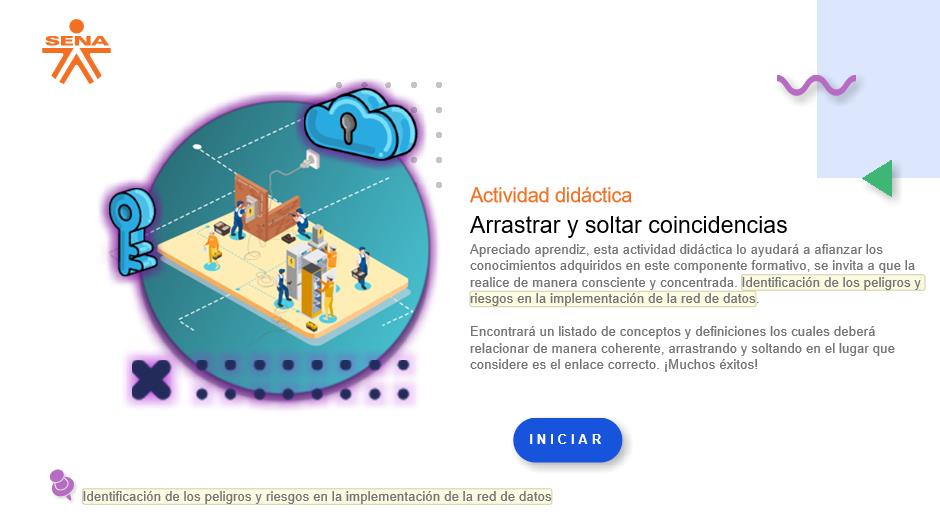 SENA
Actividad didáctica
Arrastrar y soltar coincidencias
Apreciado aprendiz, esta actividad didáctica lo ayudará a afianzar los
conocimientos adquiridos en este componente formativo, se invita a que la
realice de manera consciente y concentrada. Identificación de los peligros y
riesgos en la implementación de la red de datos.
Encontrará un listado de conceptos y definiciones los cuales deberá
relacionar de manera coherente, arrastrando y soltando en el lugar que
considere es el enlace correcto. ¡Muchos éxitos!
INICIAR
Identificación de los peligros y riesgos en la implementación de la red de datos